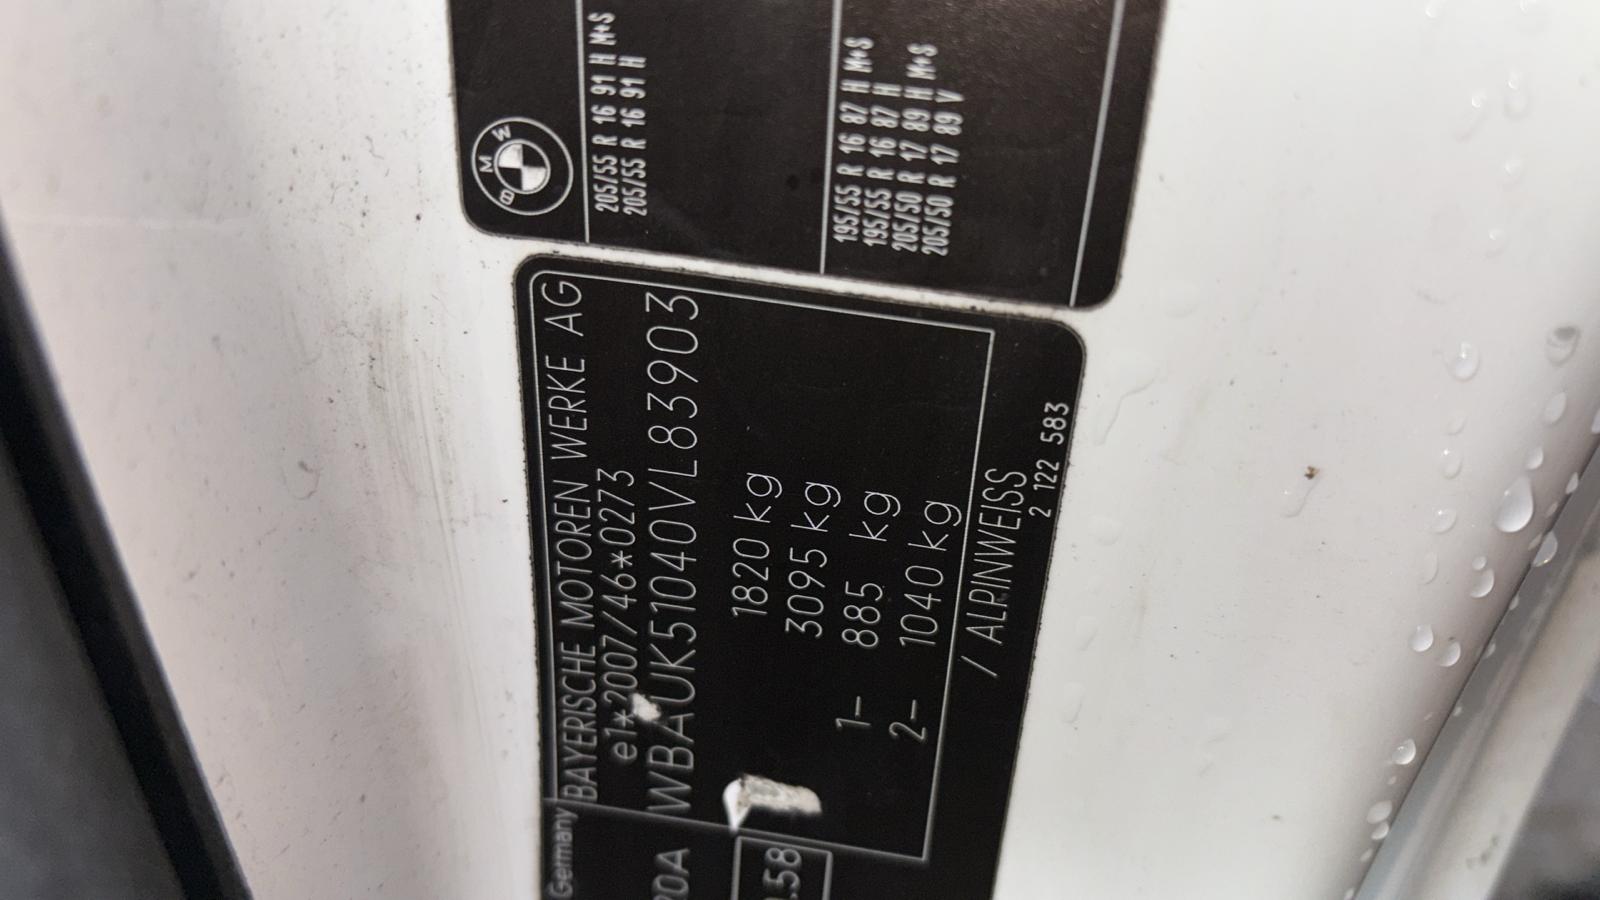 BMW
205/55 R 16 91 H M+S
205/55 R 16 91 H
195/55 R 16 87 H M+S
195/55 R 16 87 H
205/50 R 17 89 H M+S
205/50 R 17 89 V
Germany
BAYERISCHE MOTOREN WERKE AG
e1*2007/46*0273
WBAUK51040VL83903
1820 kg
3095 kg
1- 885 kg
2- 1040 kg
/ ALPINWEISS
2 122 583
.58